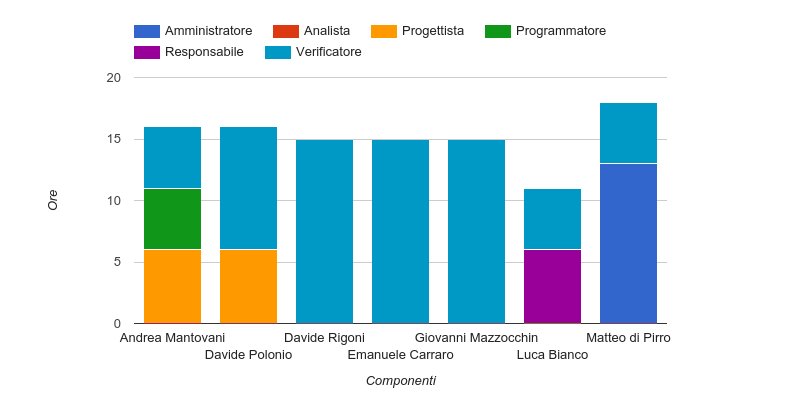 Amministratore Analista Progettista Programmatore
Responsabile Verificatore
20
15
10
5
0
Ore
Andrea Mantovani Davide Rigoni Giovanni Mazzocchin Matteo di Pirro
Davide Polonio Emanuele Carraro Luca Bianco
Componenti